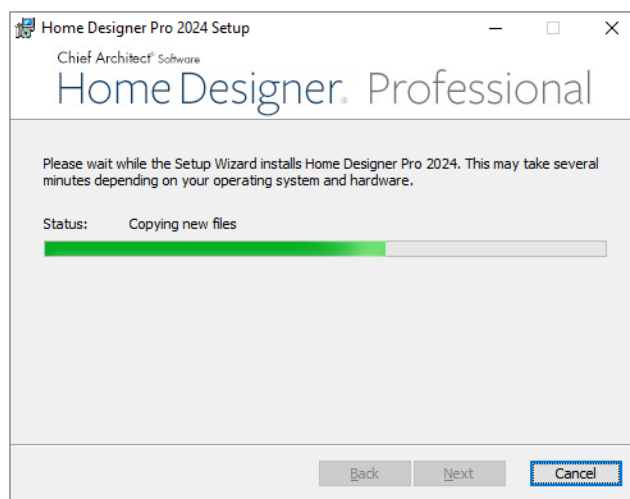 Home Designer Pro 2024 Setup
Chief Architect® Software
Home Designer® Professional
Please wait while the Setup Wizard installs Home Designer Pro 2024. This may take several
minutes depending on your operating system and hardware.
Status: Copying new files
Back Next Cancel